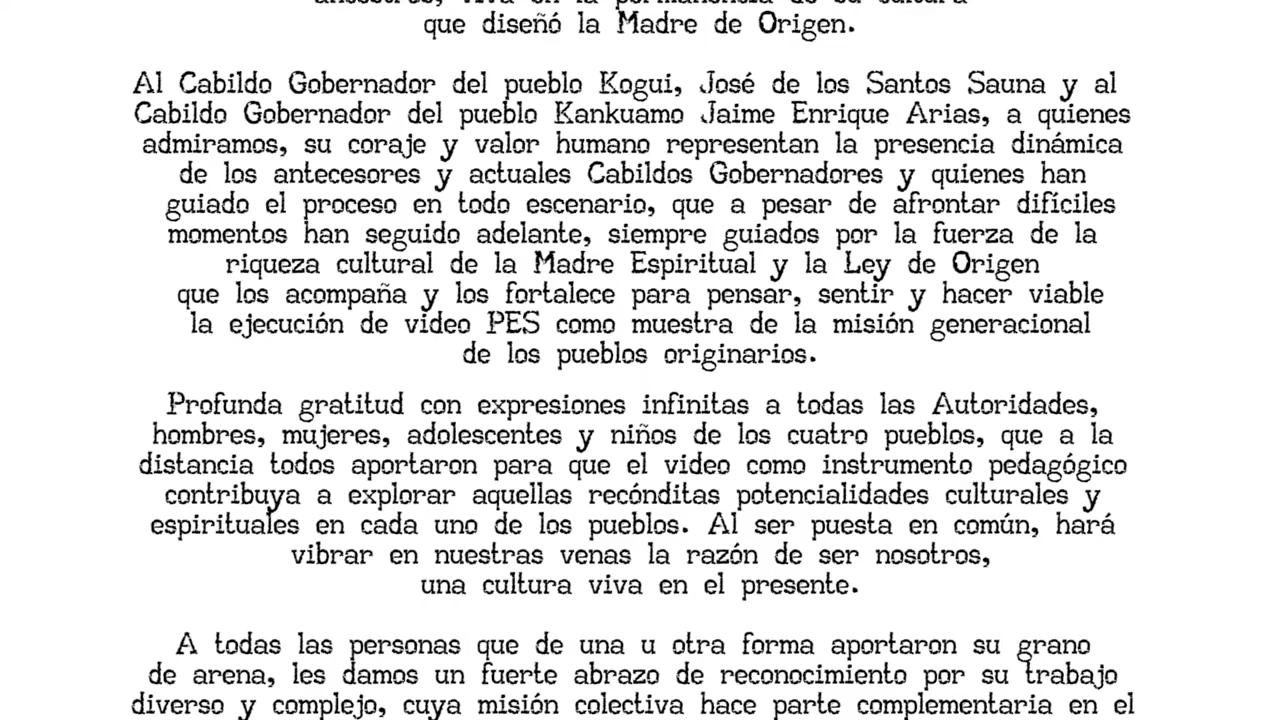 ancestros, viva en la permanencia de su cultura
que diseñó la Madre de Origen.
Al Cabildo Gobernador del pueblo Kogui, José de los Santos Sauna y al
Cabildo Gobernador del pueblo Kankuamo Jaime Enrique Arias, a quienes
admiramos, su coraje y valor humano representan la presencia dinámica
de los antecesores y actuales Cabildos Gobernadores y quienes han
guiado el proceso en todo escenario, que a pesar de afrontar difíciles
momentos han seguido adelante, siempre guiados por la fuerza de la
riqueza cultural de la Madre Espiritual y la Ley de Origen
que los acompaña y los fortalece para pensar, sentir y hacer viable
la ejecución de video PES como muestra de la misión generacional
de los pueblos originarios.
Profunda gratitud con expresiones infinitas a todas las Autoridades,
hombres, mujeres, adolescentes y niños de los cuatro pueblos, que a la
distancia todos aportaron para que el video como instrumento pedagógico
contribuya a explorar aquellas recónditas potencialidades culturales y
espirituales en cada uno de los pueblos. Al ser puesta en común, hará
vibrar en nuestras venas la razón de ser nosotros,
una cultura viva en el presente.
A todas las personas que de una u otra forma aportaron su grano
de arena, les damos un fuerte abrazo de reconocimiento por su trabajo
diverso y complejo, cuya misión colectiva hace parte complementaria en el